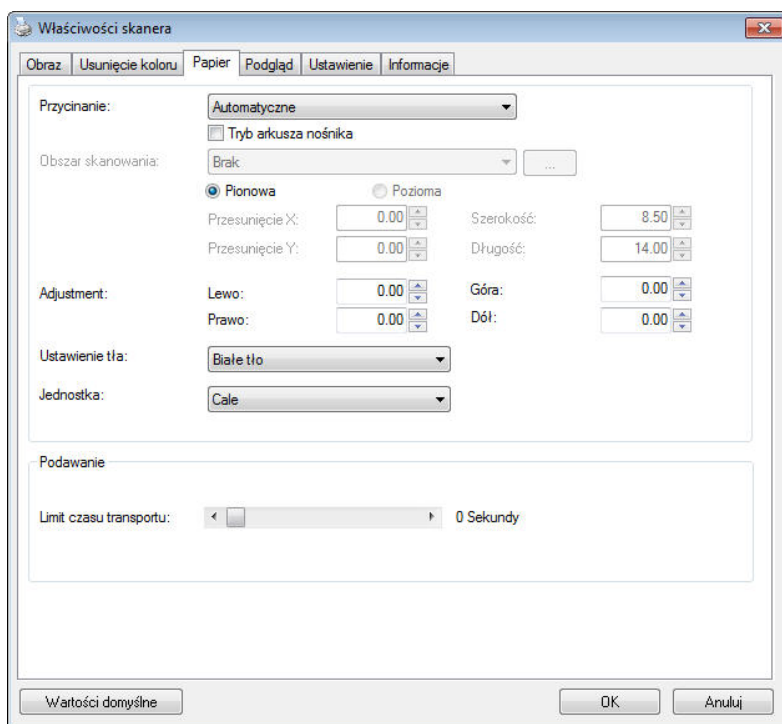 Właściwości skanera
Obraz Usunięcie koloru Papier Podgląd Ustawienie Informacje
Przycinanie: Automatyczne
Tryb arkusza nośnika
Obszar skanowania: Brak ...
Pionowa Pozioma
Przesunięcie X: 0.00 Szerokość: 8.50
Przesunięcie Y: 0.00 Długość: 14.00
Adjustment: Lewo: 0.00 Góra: 0.00
Prawo: 0.00 Dół: 0.00
Ustawienie tła: Białe tło
Jednostka: Cale
Podawanie
Limit czasu transportu: 0 Sekundy
Wartości domyślne OK Anuluj